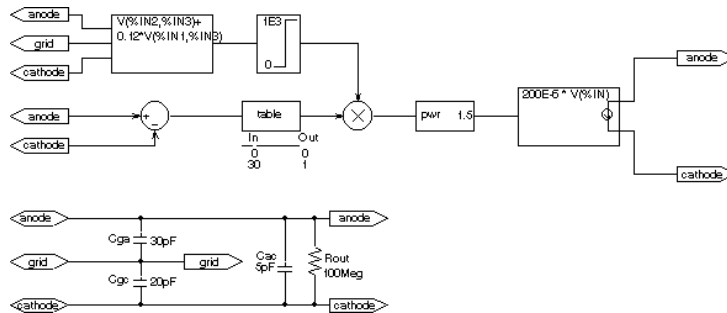 anode
grid
cathode
V(%IN2,%IN3)+
0.12*V(%IN1,%IN3)
1E3
0
anode
cathode
+
-
table
In Out
0 0
30 1
pwr 1.5
200E-6 * V(%IN)
anode
cathode
anode
grid
cathode
Cga 30pF
Cgc 20pF
grid
Cac
5pF
Rout
100Meg
anode
cathode